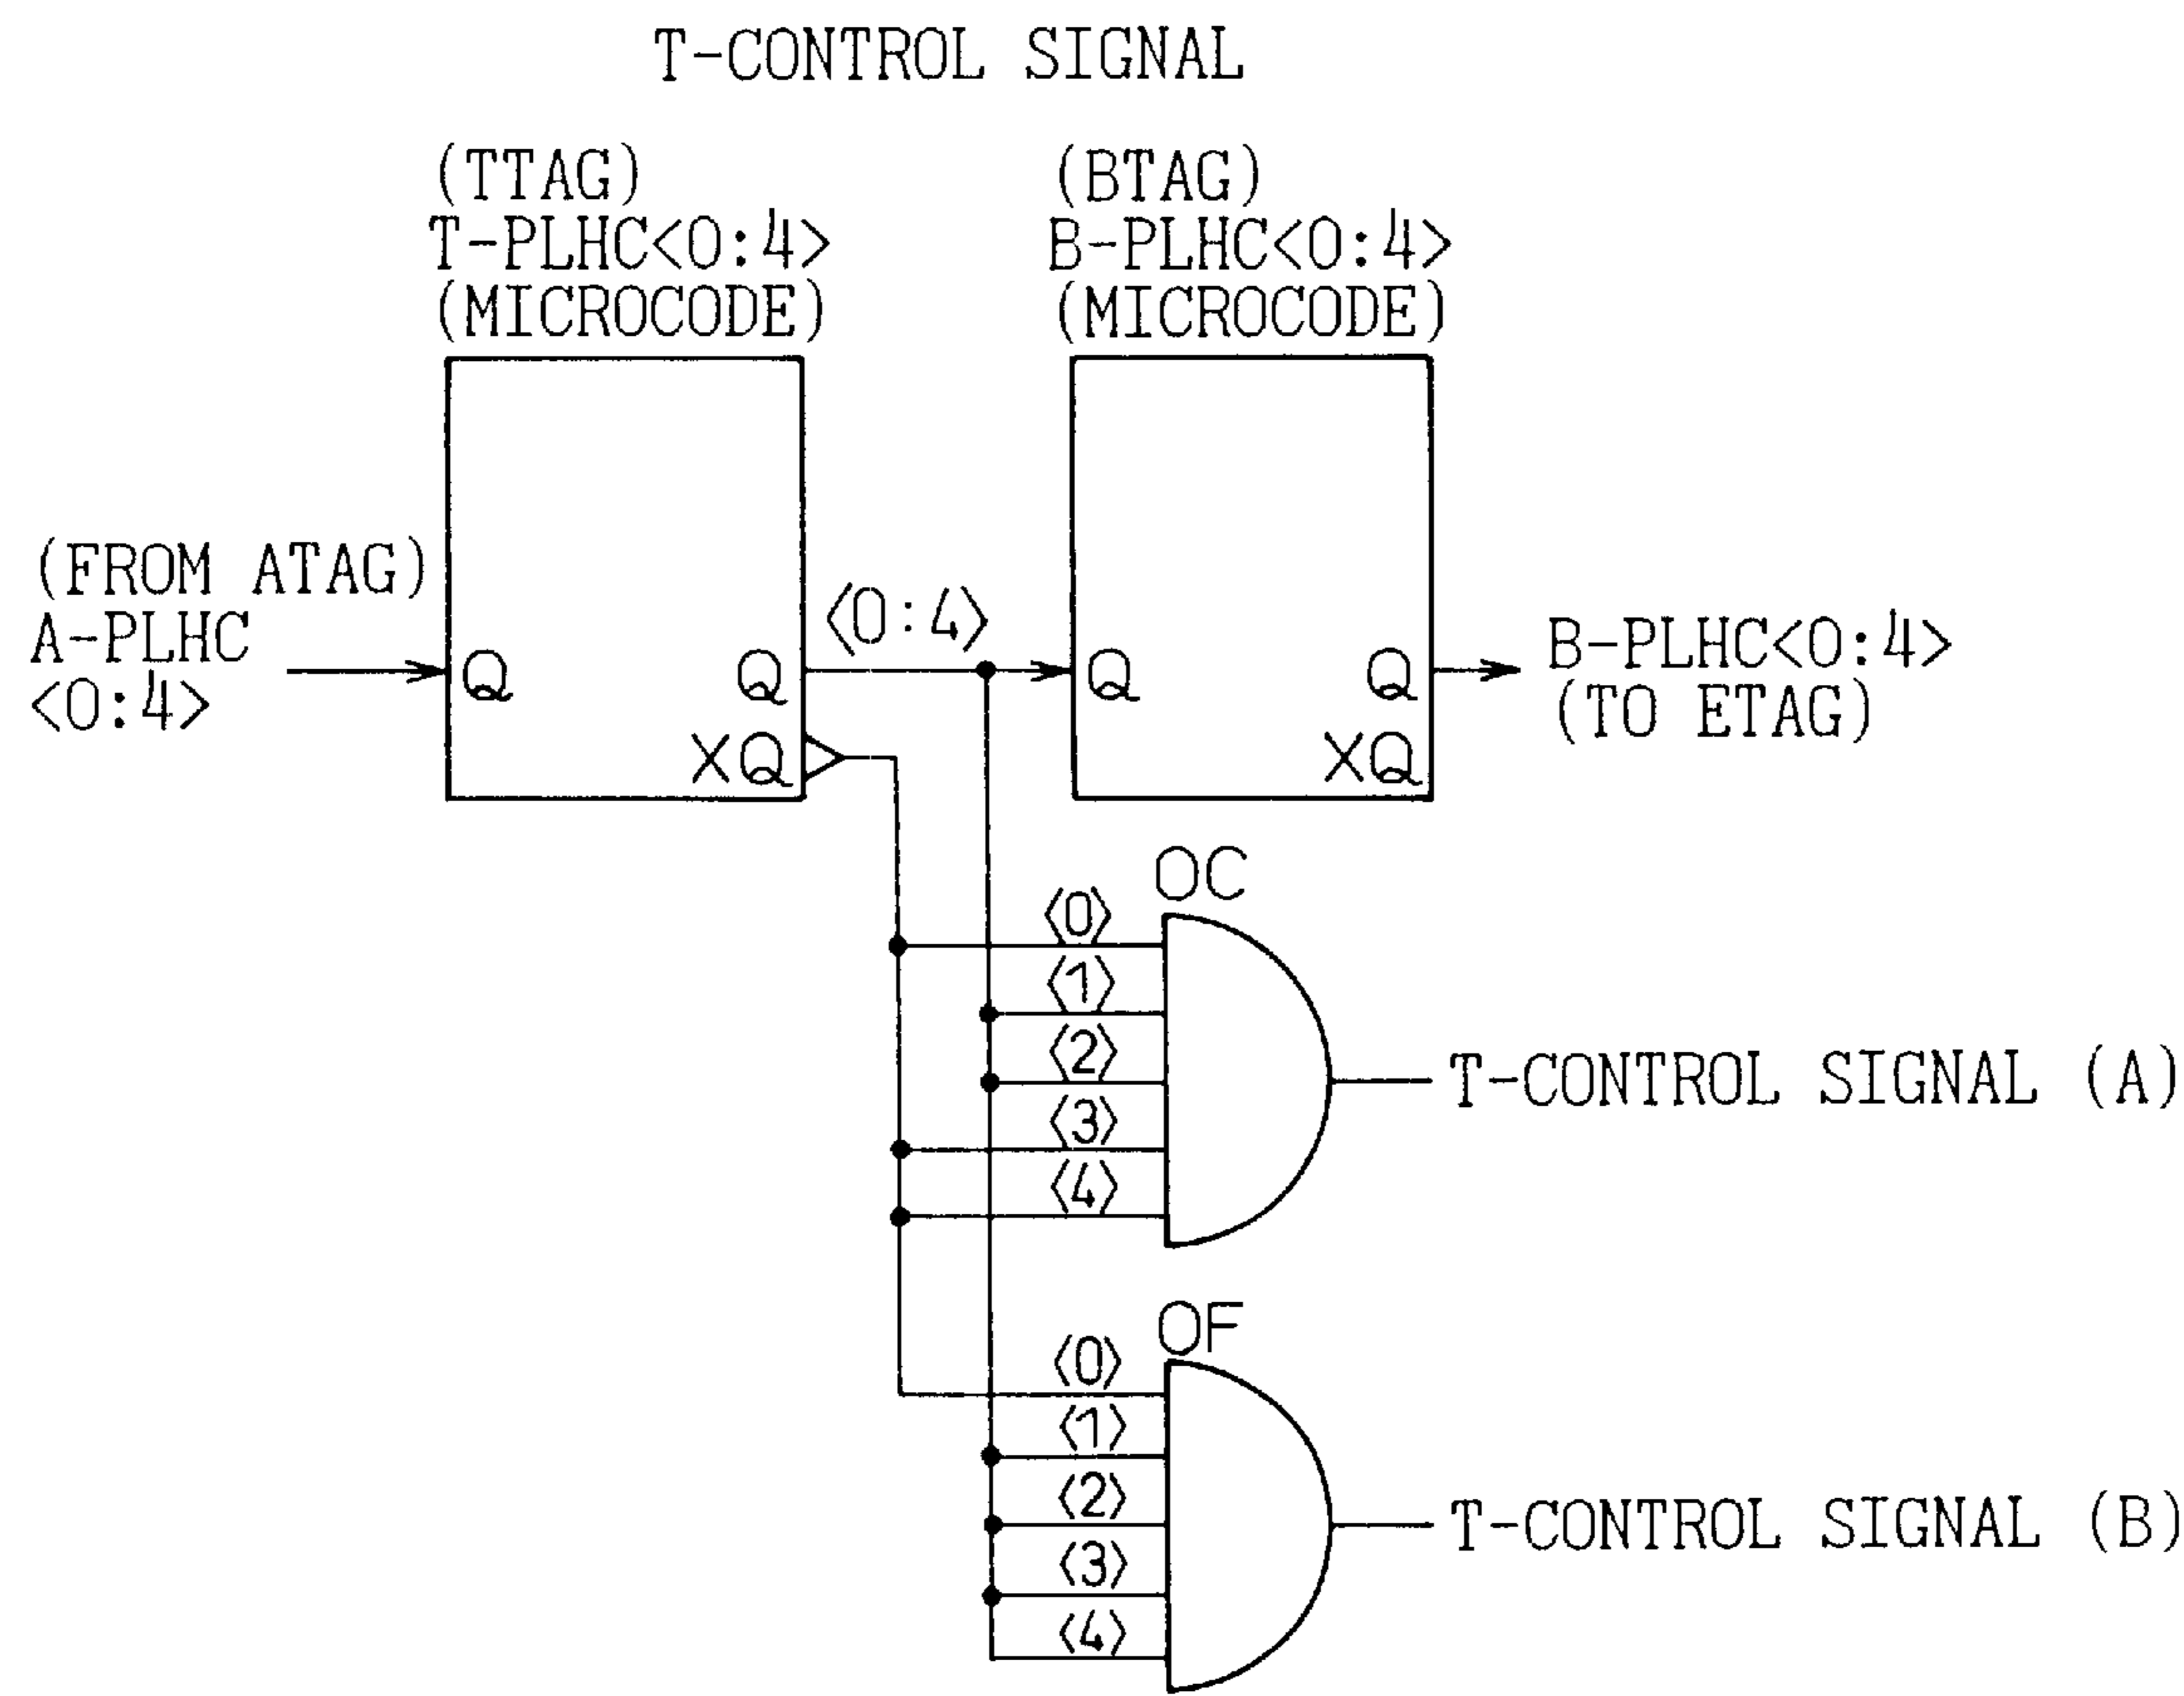 T-CONTROL SIGNAL
(TTAG)
T-PLHC<0:4>
(MICROCODE)
(BTAG)
B-PLHC<0:4>
(MICROCODE)
(FROM ATAG)
A-PLHC
<0:4>
Q
Q
XQ
<0:4>
Q
Q
XQ
B-PLHC<0:4>
(TO ETAG)
OC
<0>
<1>
<2>
<3>
<4>
T-CONTROL SIGNAL (A)
OF
<0>
<1>
<2>
<3>
<4>
T-CONTROL SIGNAL (B)